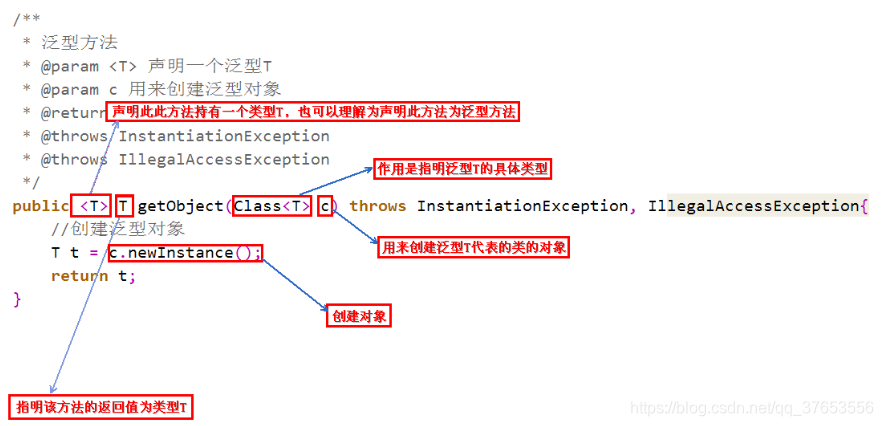 /**
* 泛型方法
* @param <T> 声明一个泛型T
* @param c 用来创建泛型对象
* @return 声明此此方法持有一个类型T，也可以理解为声明此方法为泛型方法
* @throws InstantiationException
* @throws IllegalAccessException
作用是指明泛型T的具体类型
*/
public <T> T getObject(Class<T> c) throws InstantiationException, IllegalAccessException{
//创建泛型对象
用来创建泛型T代表的类的对象
T t = c.newInstance();
return t;
}
创建对象
指明该方法的返回值为类型T
https://blog.csdn.net/qq_37653556